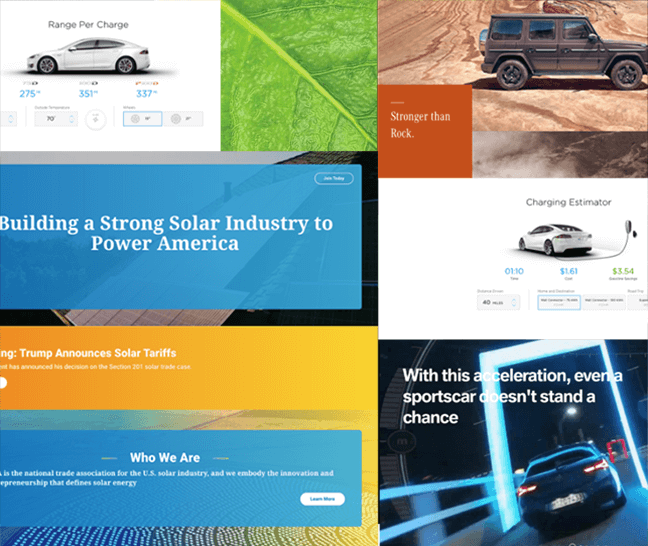 Range Per Charge
275
351
337
Outside Temperature
Wheels
70°
19"
Join Today
Building a Strong Solar Industry to
Power America
ng: Trump Announces Solar Tariffs
ent has announced his decision on the Section 201 solar trade case.
Who We Are
is the national trade association for the U.S. solar industry, and we embody the innovation and
epreneurship that defines solar energy
Learn More
Stronger than
Rock.
Charging Estimator
01:10
$1.61
$3.54
Time
Cost
Gasoline Savings
Distance Driven
40 MILES
With this acceleration, even a
sportscar doesn't stand a
chance